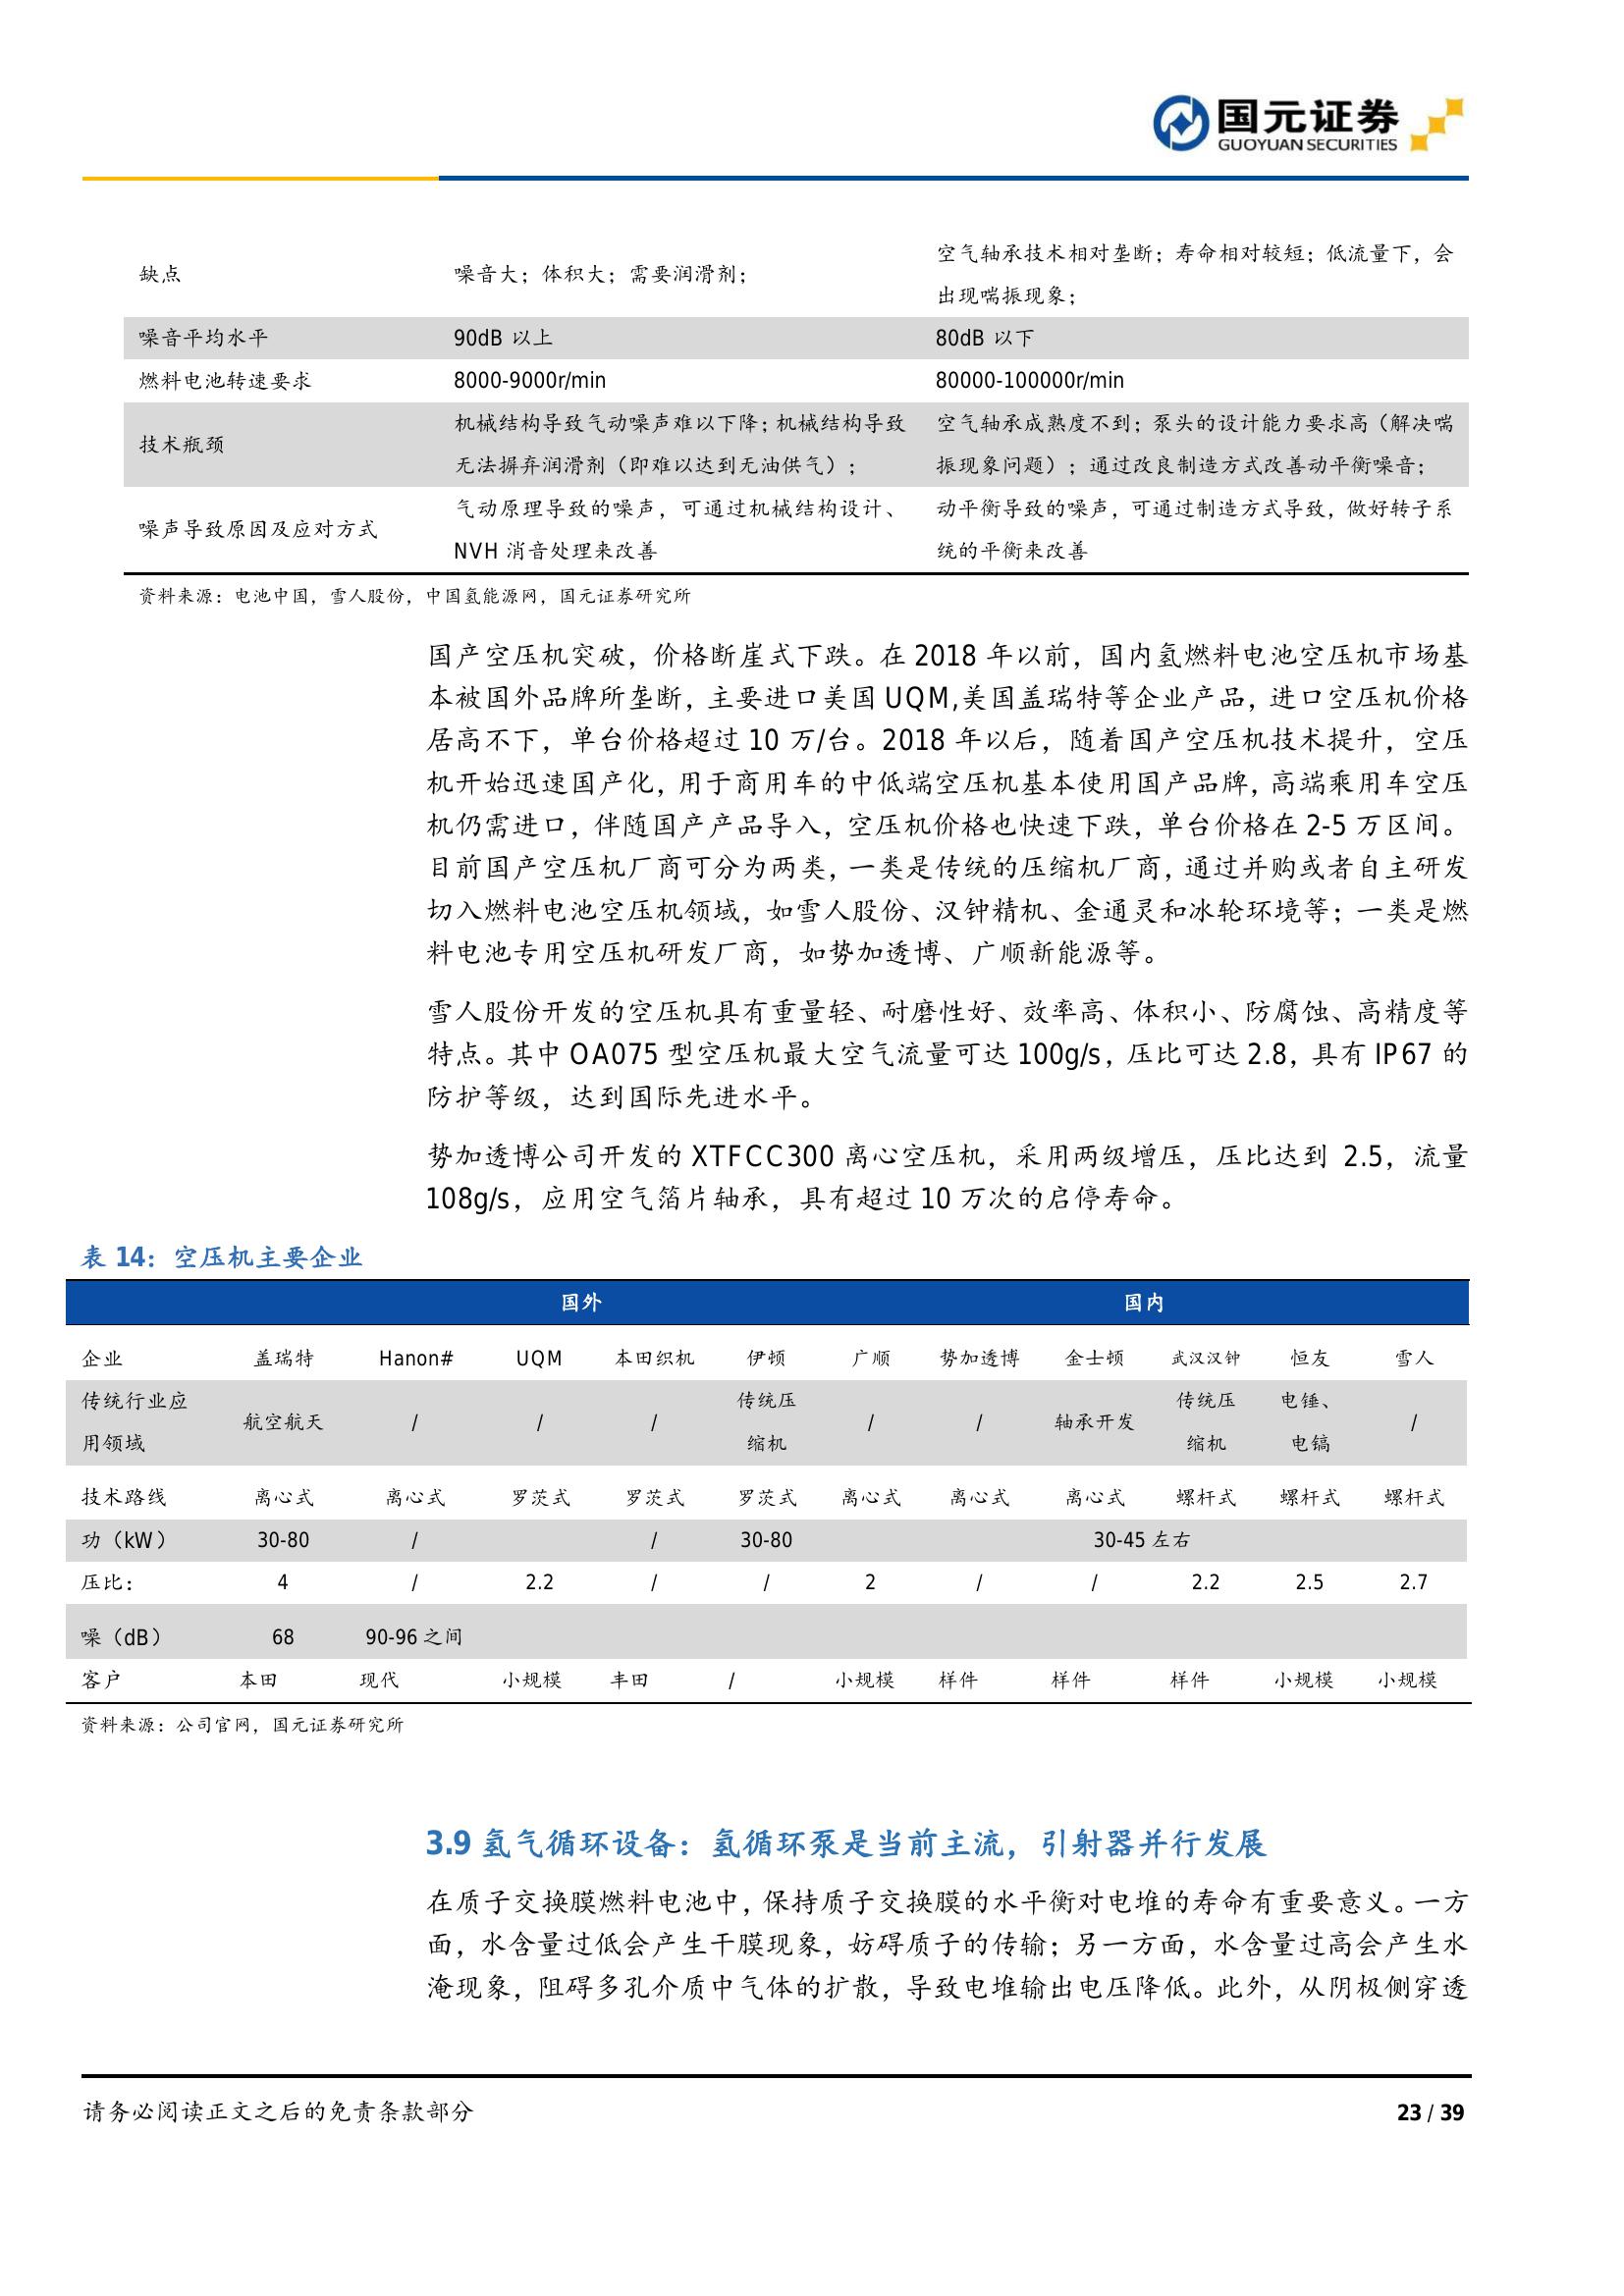 国元证券
GUOYUAN SECURITIES
缺点 噪音大；体积大；需要润滑剂； 空气轴承技术相对垄断；寿命相对较短；低流量下，会
出现喘振现象；
噪音平均水平 90dB 以上 80dB 以下
燃料电池转速要求 8000-9000r/min 80000-100000r/min
技术瓶颈 机械结构导致气动噪声难以下降；机械结构导致 空气轴承成熟度不到；泵头的设计能力要求高（解决喘
无法摒弃润滑剂（即难以达到无油供气）； 振现象问题）；通过改良制造方式改善动平衡噪音；
噪声导致原因及应对方式 气动原理导致的噪声，可通过机械结构设计、 动平衡导致的噪声，可通过制造方式导致，做好转子系
NVH 消音处理来改善 统的平衡来改善
资料来源：电池中国，雪人股份，中国氢能源网，国元证券研究所
国产空压机突破，价格断崖式下跌。在 2018 年以前，国内氢燃料电池空压机市场基
本被国外品牌所垄断，主要进口美国 UQM,美国盖瑞特等企业产品，进口空压机价格
居高不下，单台价格超过 10 万/台。2018 年以后，随着国产空压机技术提升，空压
机开始迅速国产化，用于商用车的中低端空压机基本使用国产品牌，高端乘用车空压
机仍需进口，伴随国产产品导入，空压机价格也快速下跌，单台价格在 2-5 万区间。
目前国产空压机厂商可分为两类，一类是传统的压缩机厂商，通过并购或者自主研发
切入燃料电池空压机领域，如雪人股份、汉钟精机、金通灵和冰轮环境等；一类是燃
料电池专用空压机研发厂商，如势加透博、广顺新能源等。
雪人股份开发的空压机具有重量轻、耐磨性好、效率高、体积小、防腐蚀、高精度等
特点。其中 OA075 型空压机最大空气流量可达 100g/s，压比可达 2.8，具有 IP67 的
防护等级，达到国际先进水平。
势加透博公司开发的 XTFCC300 离心空压机，采用两级增压，压比达到 2.5，流量
108g/s，应用空气箔片轴承，具有超过 10 万次的启停寿命。
表 14：空压机主要企业
国外 国内
企业 盖瑞特 Hanon# UQM 本田织机 伊顿 广顺 势加透博 金士顿 武汉汉钟 恒友 雪人
传统行业应用领域 航空航天 / / / 传统压缩机 / / 轴承开发 传统压缩机 电锤、电镐 /
技术路线 离心式 离心式 罗茨式 罗茨式 罗茨式 离心式 离心式 离心式 螺杆式 螺杆式 螺杆式
功（kW） 30-80 / / 30-80 30-45 左右
压比： 4 / 2.2 / / 2 / / 2.2 2.5 2.7
噪（dB） 68 90-96 之间
客户 本田 现代 小规模 丰田 / 小规模 样件 样件 样件 小规模 小规模
资料来源：公司官网，国元证券研究所
3.9 氢气循环设备：氢循环泵是当前主流，引射器并行发展
在质子交换膜燃料电池中，保持质子交换膜的水平衡对电堆的寿命有重要意义。一方
面，水含量过低会产生干膜现象，妨碍质子的传输；另一方面，水含量过高会产生水
淹现象，阻碍多孔介质中气体的扩散，导致电堆输出电压降低。此外，从阴极侧穿透
请务必阅读正文之后的免责条款部分 23 / 39